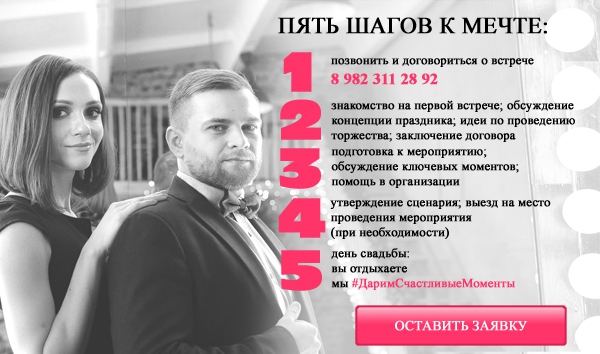 ПЯТЬ ШАГОВ К МЕЧТЕ:
1
позвонить и договориться о встрече
8 982 311 28 92
2
знакомство на первой встрече; обсуждение
концепции праздника; идеи по проведению
торжества; заключение договора
3
подготовка к мероприятию;
обсуждение ключевых моментов;
помощь в организации
4
утверждение сценария; выезд на место
проведения мероприятия
(при необходимости)
5
день свадьбы:
вы отдыхаете
мы #ДаримСчастливыеМоменты
ОСТАВИТЬ ЗАЯВКУ